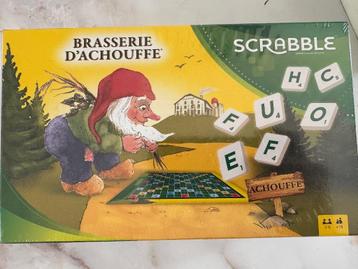 BRASSERIE
D'ACHOUFFE
SCRABBLE
H C
F U O
E F
ACHOUFFE